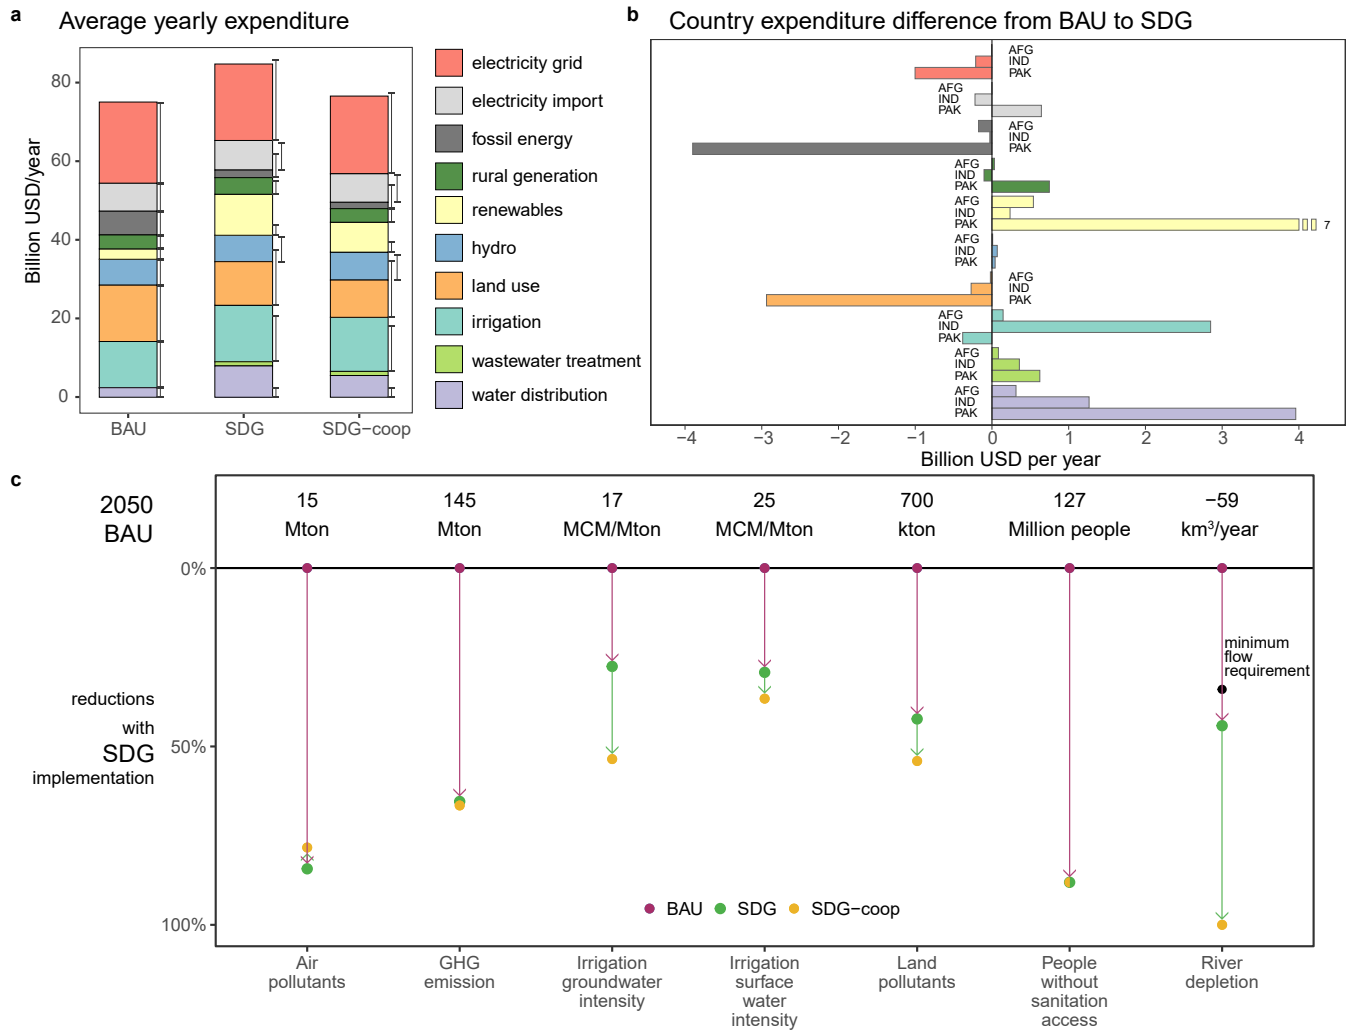 a
Average yearly expenditure
Billion USD/year
80
60
40
20
0
BAU
SDG
SDG−coop
electricity grid
electricity import
fossil energy
rural generation
renewables
hydro
land use
irrigation
wastewater treatment
water distribution
b
Country expenditure difference from BAU to SDG
AFG
IND
PAK
AFG
IND
PAK
AFG
IND
PAK
AFG
IND
PAK
AFG
IND
PAK
7
AFG
IND
PAK
AFG
IND
PAK
AFG
IND
PAK
AFG
IND
PAK
AFG
IND
PAK
−4
−3
−2
−1
0
1
2
3
4
Billion USD per year
c
2050
BAU
15
Mton
145
Mton
17
MCM/Mton
25
MCM/Mton
700
kton
127
Million people
−59
km³/year
0%
50%
100%
reductions
with
SDG
implementation
minimum
flow
requirement
BAU
SDG
SDG−coop
Air
pollutants
GHG
emission
Irrigation
groundwater
intensity
Irrigation
surface
water
intensity
Land
pollutants
People
without
sanitation
access
River
depletion